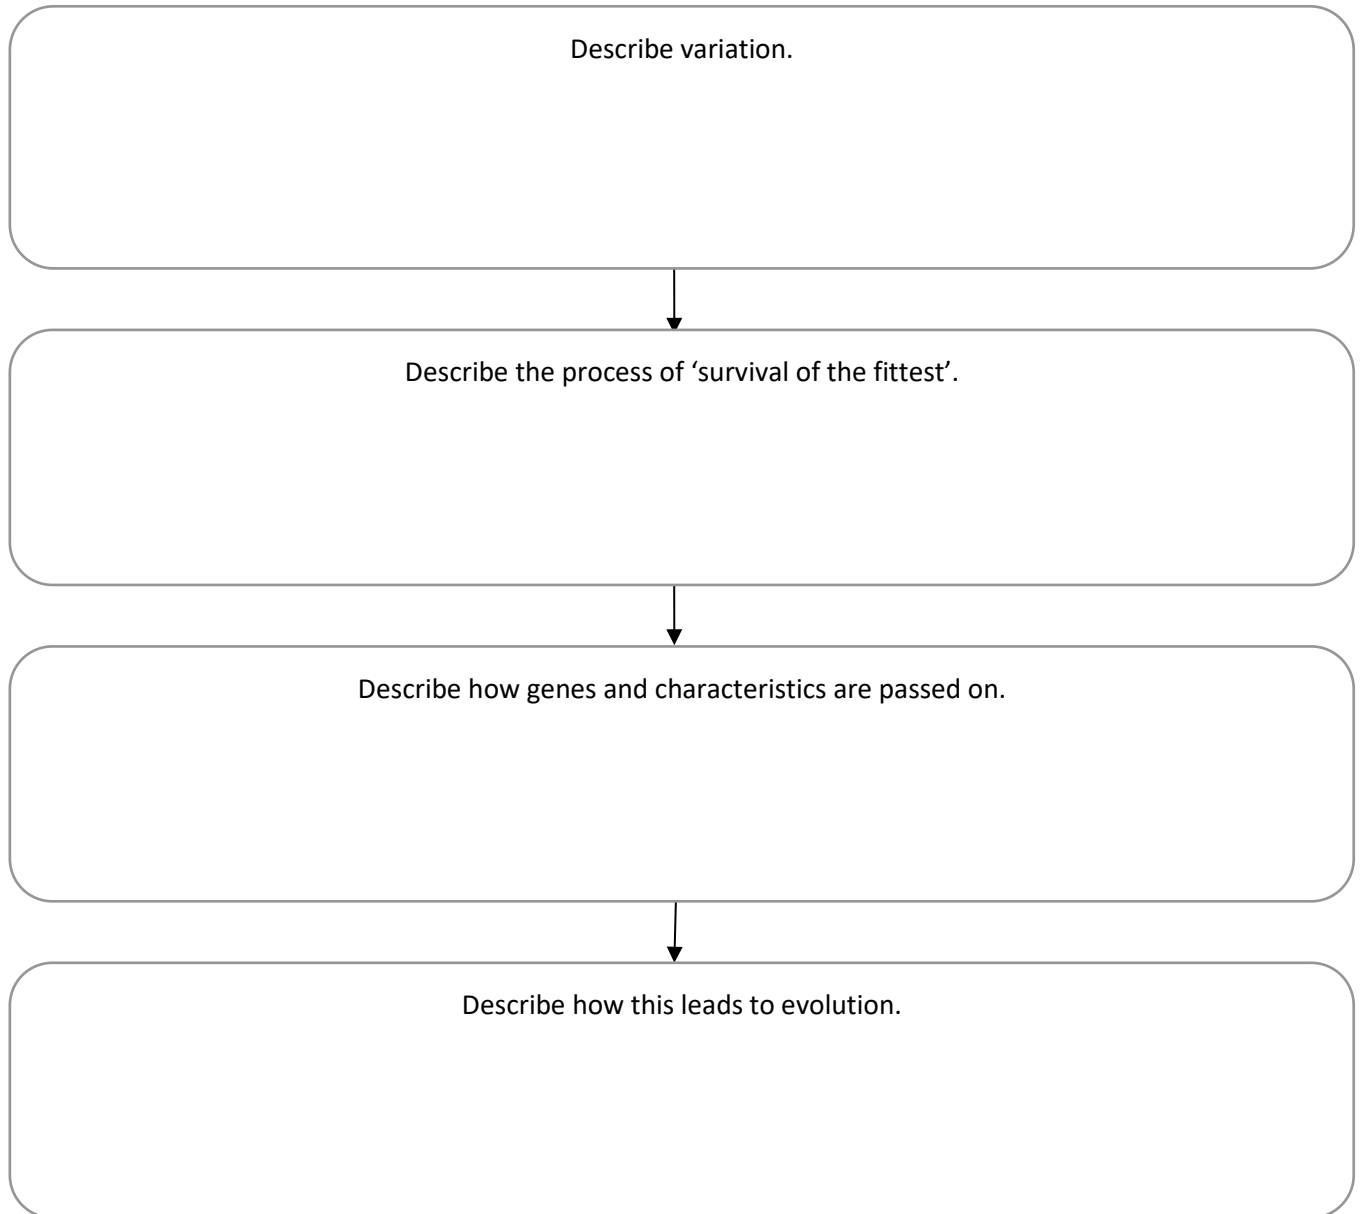 Describe variation.
Describe the process of ‘survival of the fittest’.
Describe how genes and characteristics are passed on.
Describe how this leads to evolution.